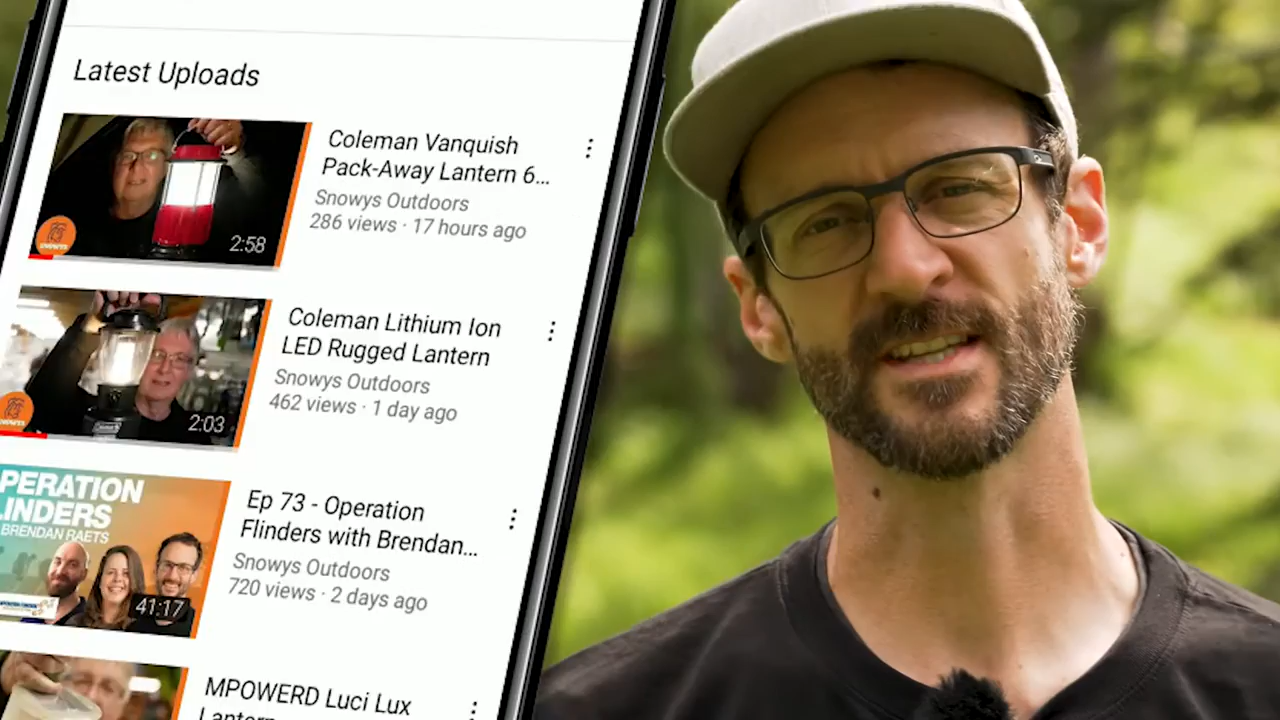 Latest Uploads
Coleman Vanquish
Pack-Away Lantern 6...
Snowys Outdoors
286 views · 17 hours ago
2:58
Coleman Lithium Ion
LED Rugged Lantern
Snowys Outdoors
462 views · 1 day ago
2:03
PERATION
LINDERS
BRENDAN RAETS
41:17
Ep 73 - Operation
Flinders with Brendan...
Snowys Outdoors
720 views · 2 days ago
MPOWERD Luci Lux
Lantern